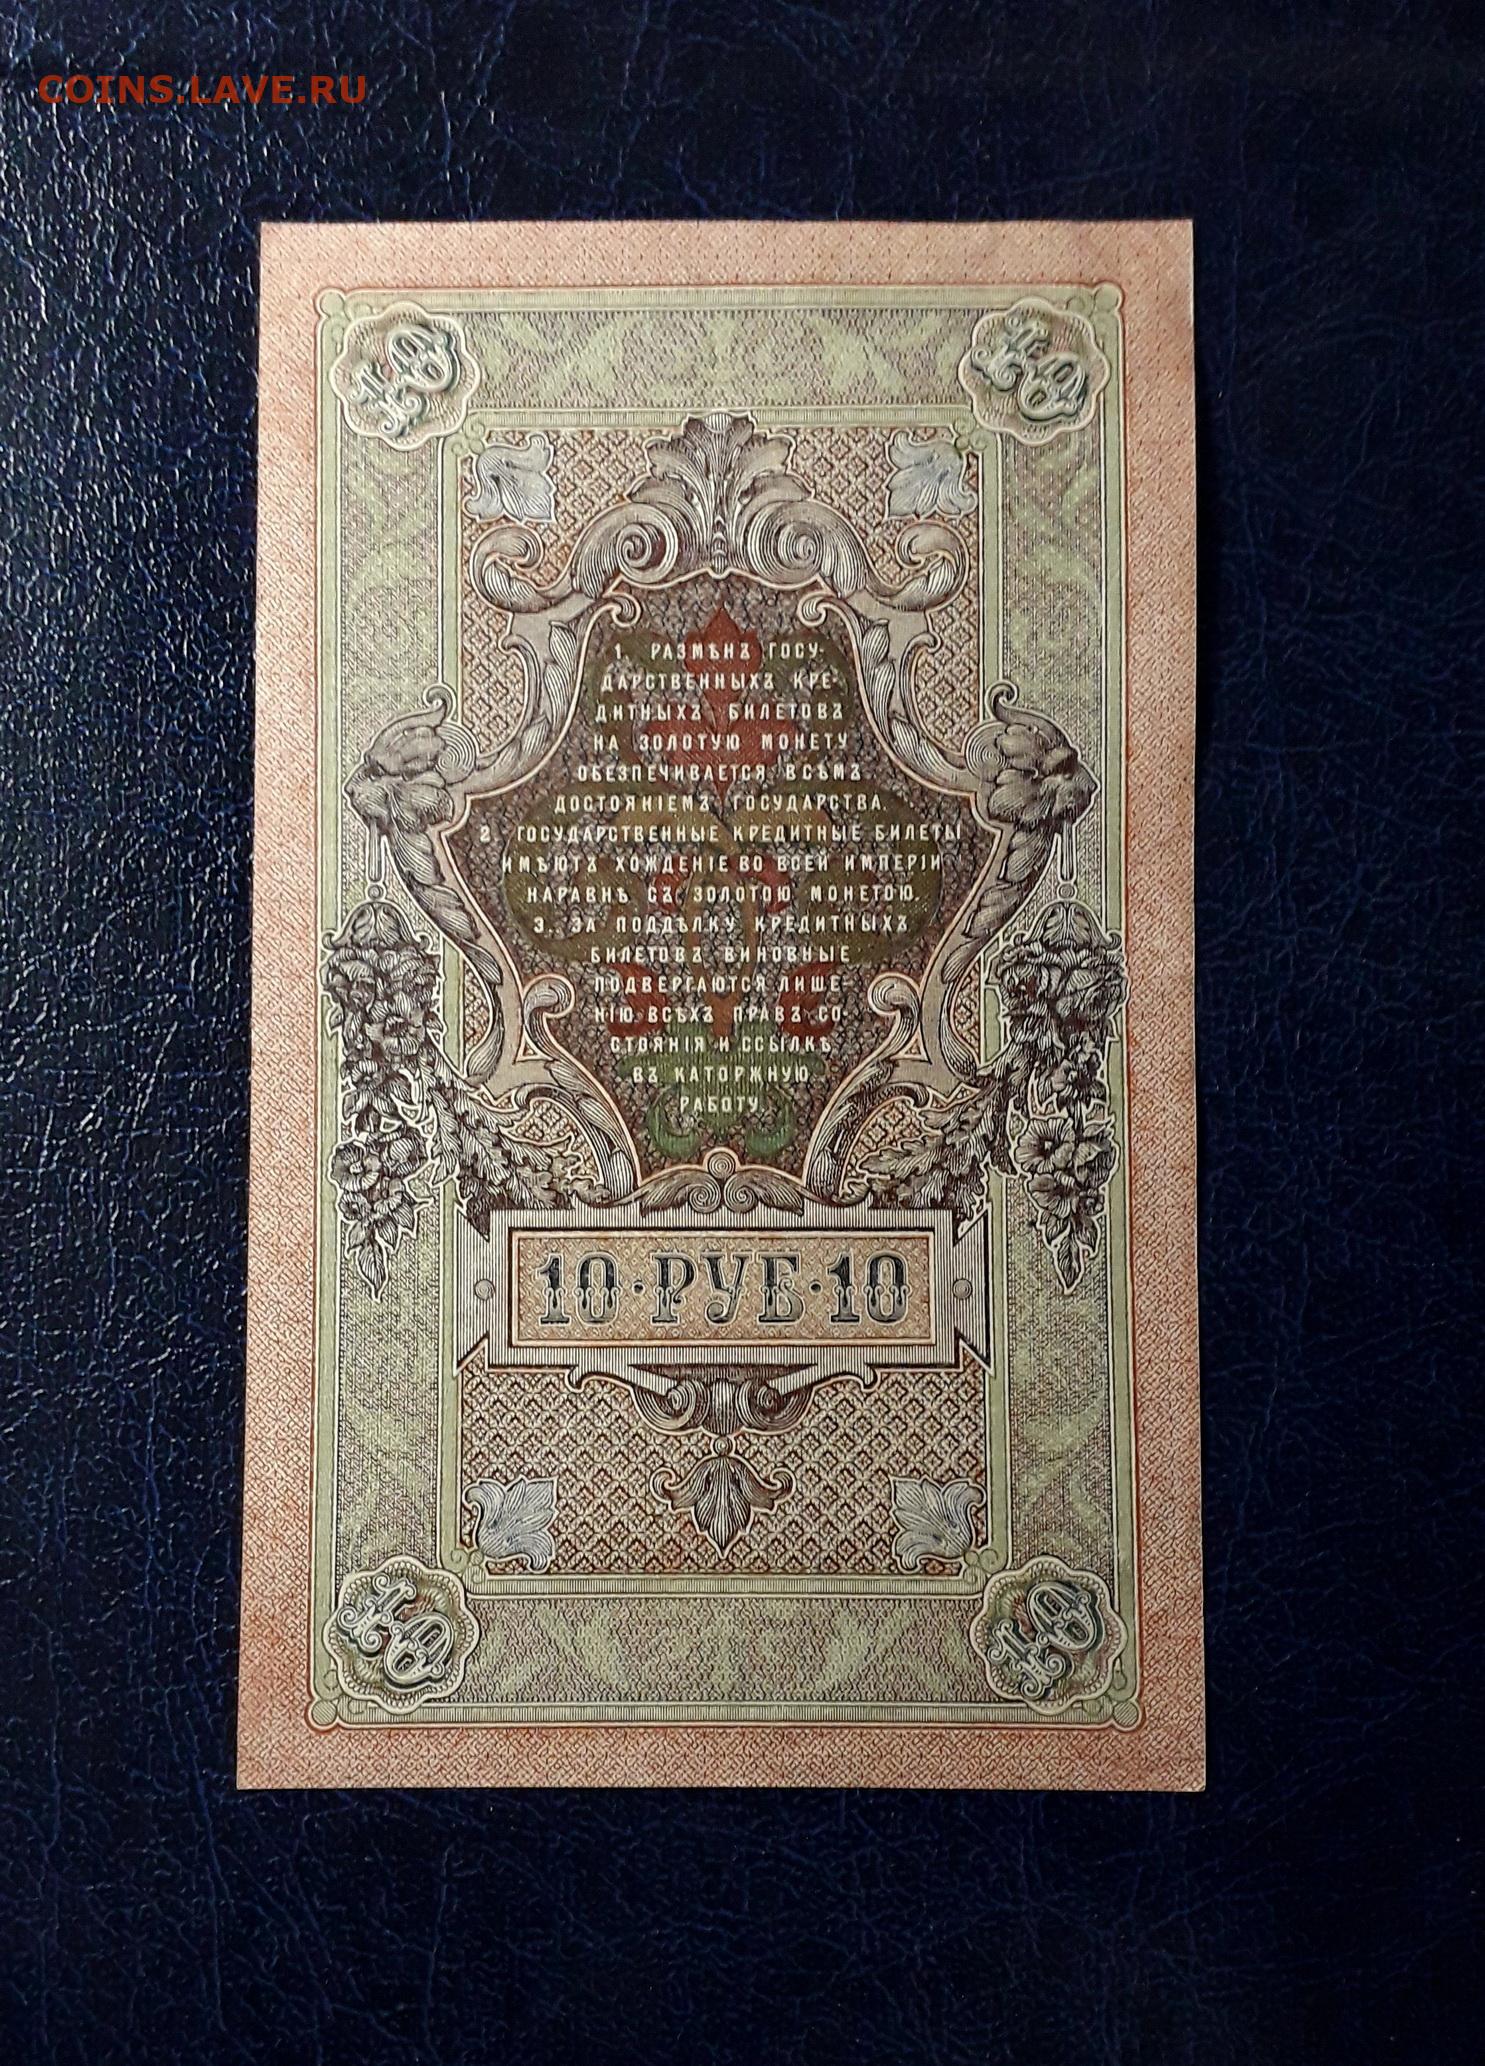 COINS.LAVE.RU
10
10
1. РАЗМѢНЪ ГОСУ-
ДАРСТВЕННЫХЪ КРЕ-
ДИТНЫХЪ БИЛЕТОВЪ
НА ЗОЛОТУЮ МОНЕТУ
ОБЕЗПЕЧИВАЕТСЯ ВСѢМЪ
ДОСТОЯНІЕМЪ ГОСУДАРСТВА.
2. ГОСУДАРСТВЕННЫЕ КРЕДИТНЫЕ БИЛЕТЫ
ИМѢЮТЪ ХОЖДЕНІЕ ВО ВСЕЙ ИМПЕРІИ
НАРАВНѢ СЪ ЗОЛОТОЮ МОНЕТОЮ.
3. ЗА ПОДДѢЛКУ КРЕДИТНЫХЪ
БИЛЕТОВЪ ВИНОВНЫЕ
ПОДВЕРГАЮТСЯ ЛИШЕ-
НІЮ ВСѢХЪ ПРАВЪ СО-
СТОЯНІЯ И ССЫЛКѢ
ВЪ КАТОРЖНУЮ
РАБОТУ.
10·РУБ·10
10
10